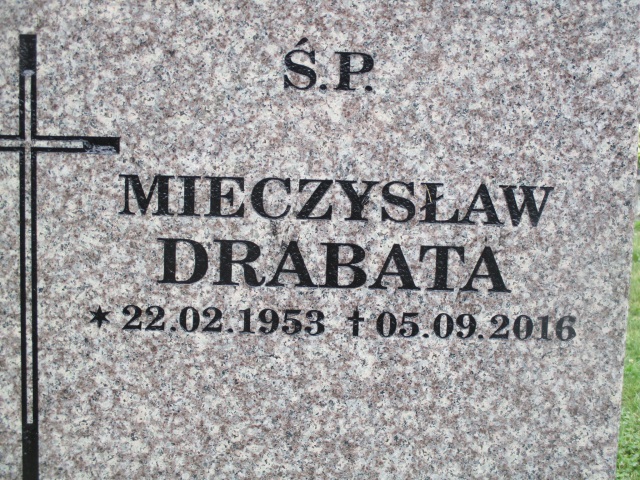 Ś.P.
MIECZYSŁAW
DRABATA
* 22.02.1953 † 05.09.2016